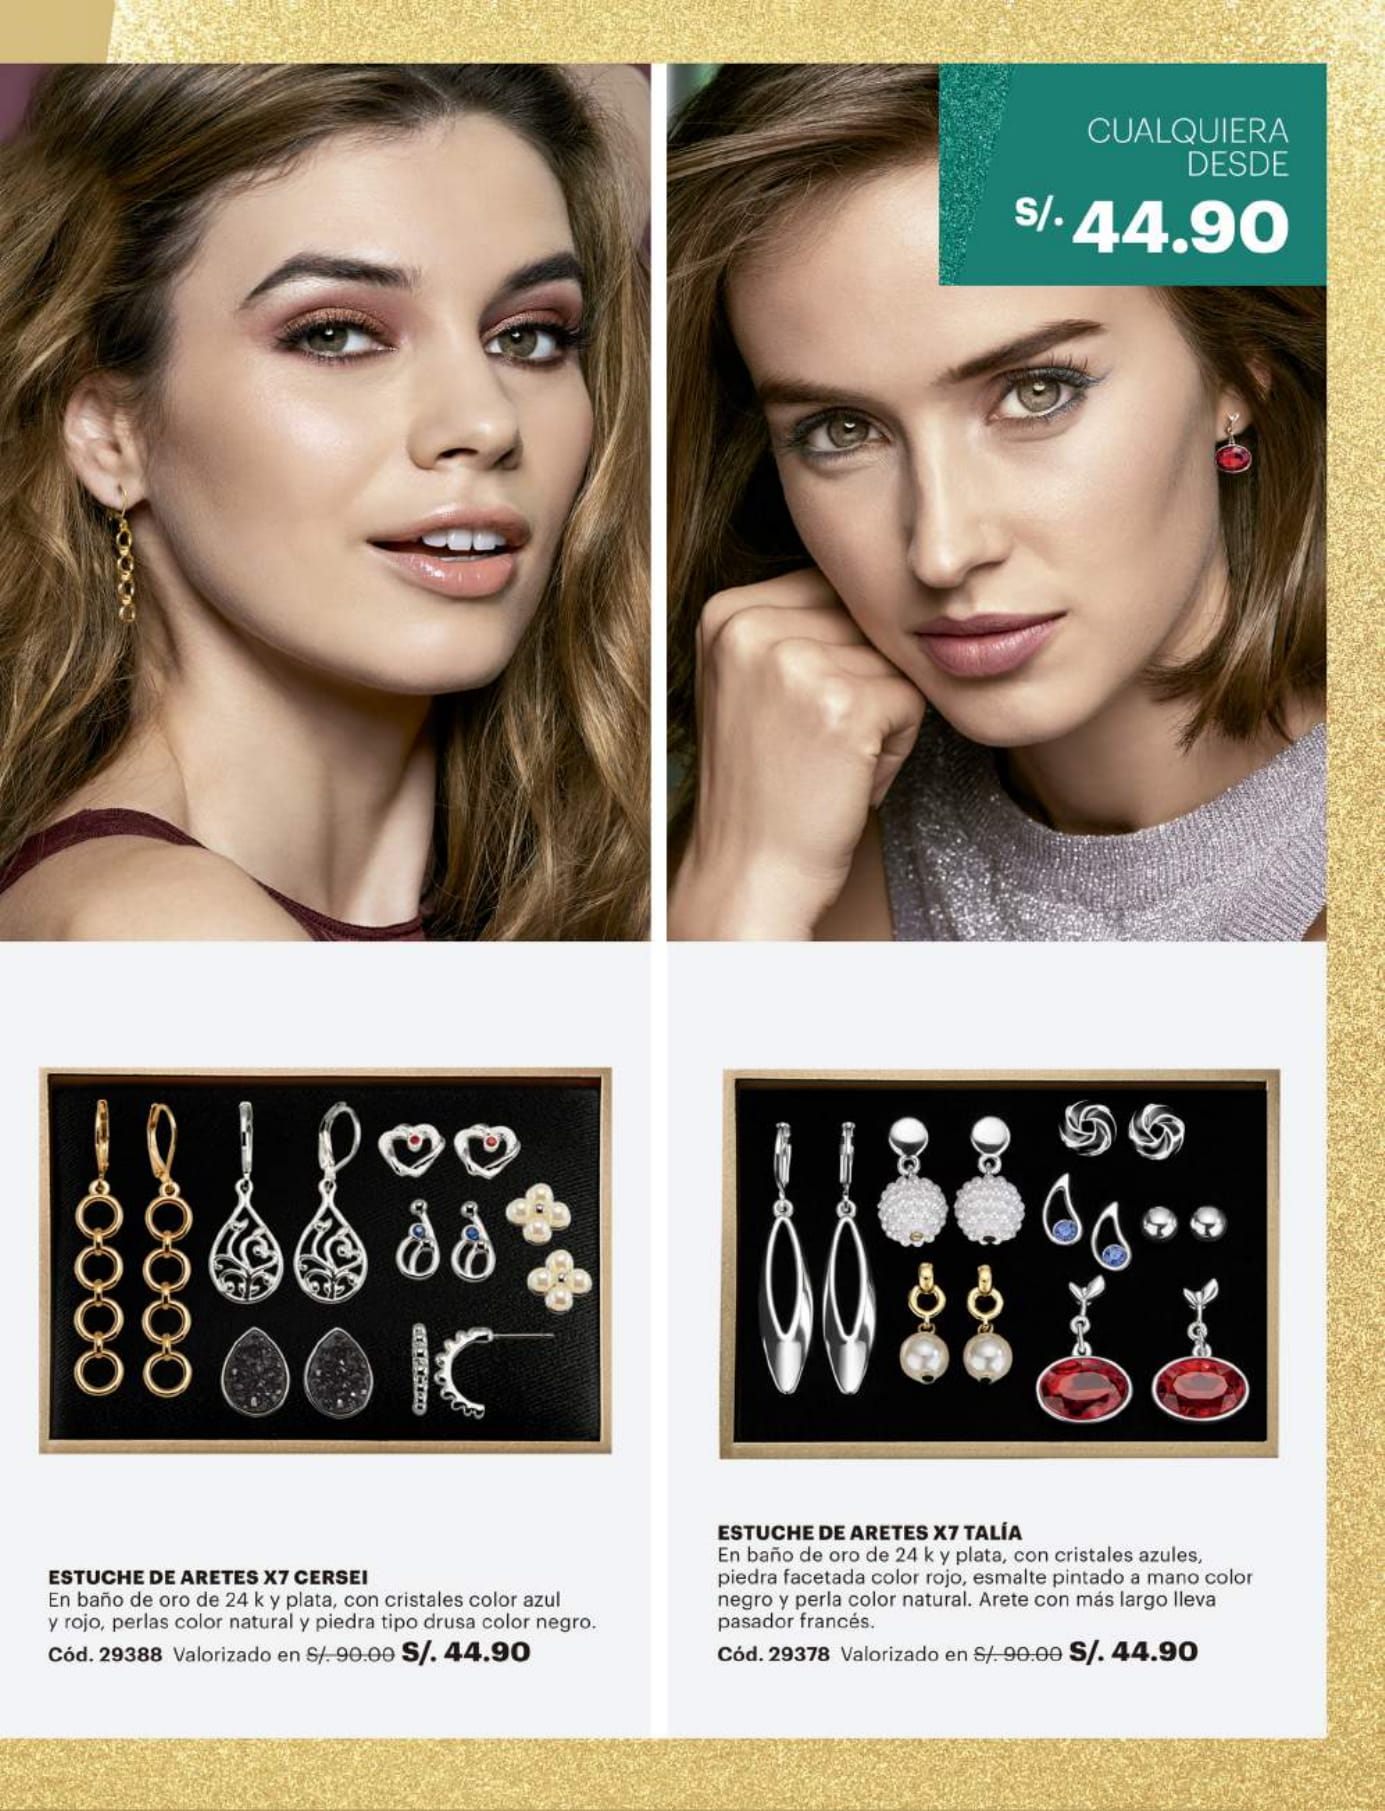 CUALQUIERA
DESDE
S/. 44.90
ESTUCHE DE ARETES X7 CERSEI
En baño de oro de 24 k y plata, con cristales color azul
y rojo, perlas color natural y piedra tipo drusa color negro.
Cód. 29388 Valorizado en S/. 90.00 S/. 44.90
ESTUCHE DE ARETES X7 TALÍA
En baño de oro de 24 k y plata, con cristales azules,
piedra facetada color rojo, esmalte pintado a mano color
negro y perla color natural. Arete con más largo lleva
pasador francés.
Cód. 29378 Valorizado en S/. 90.00 S/. 44.90